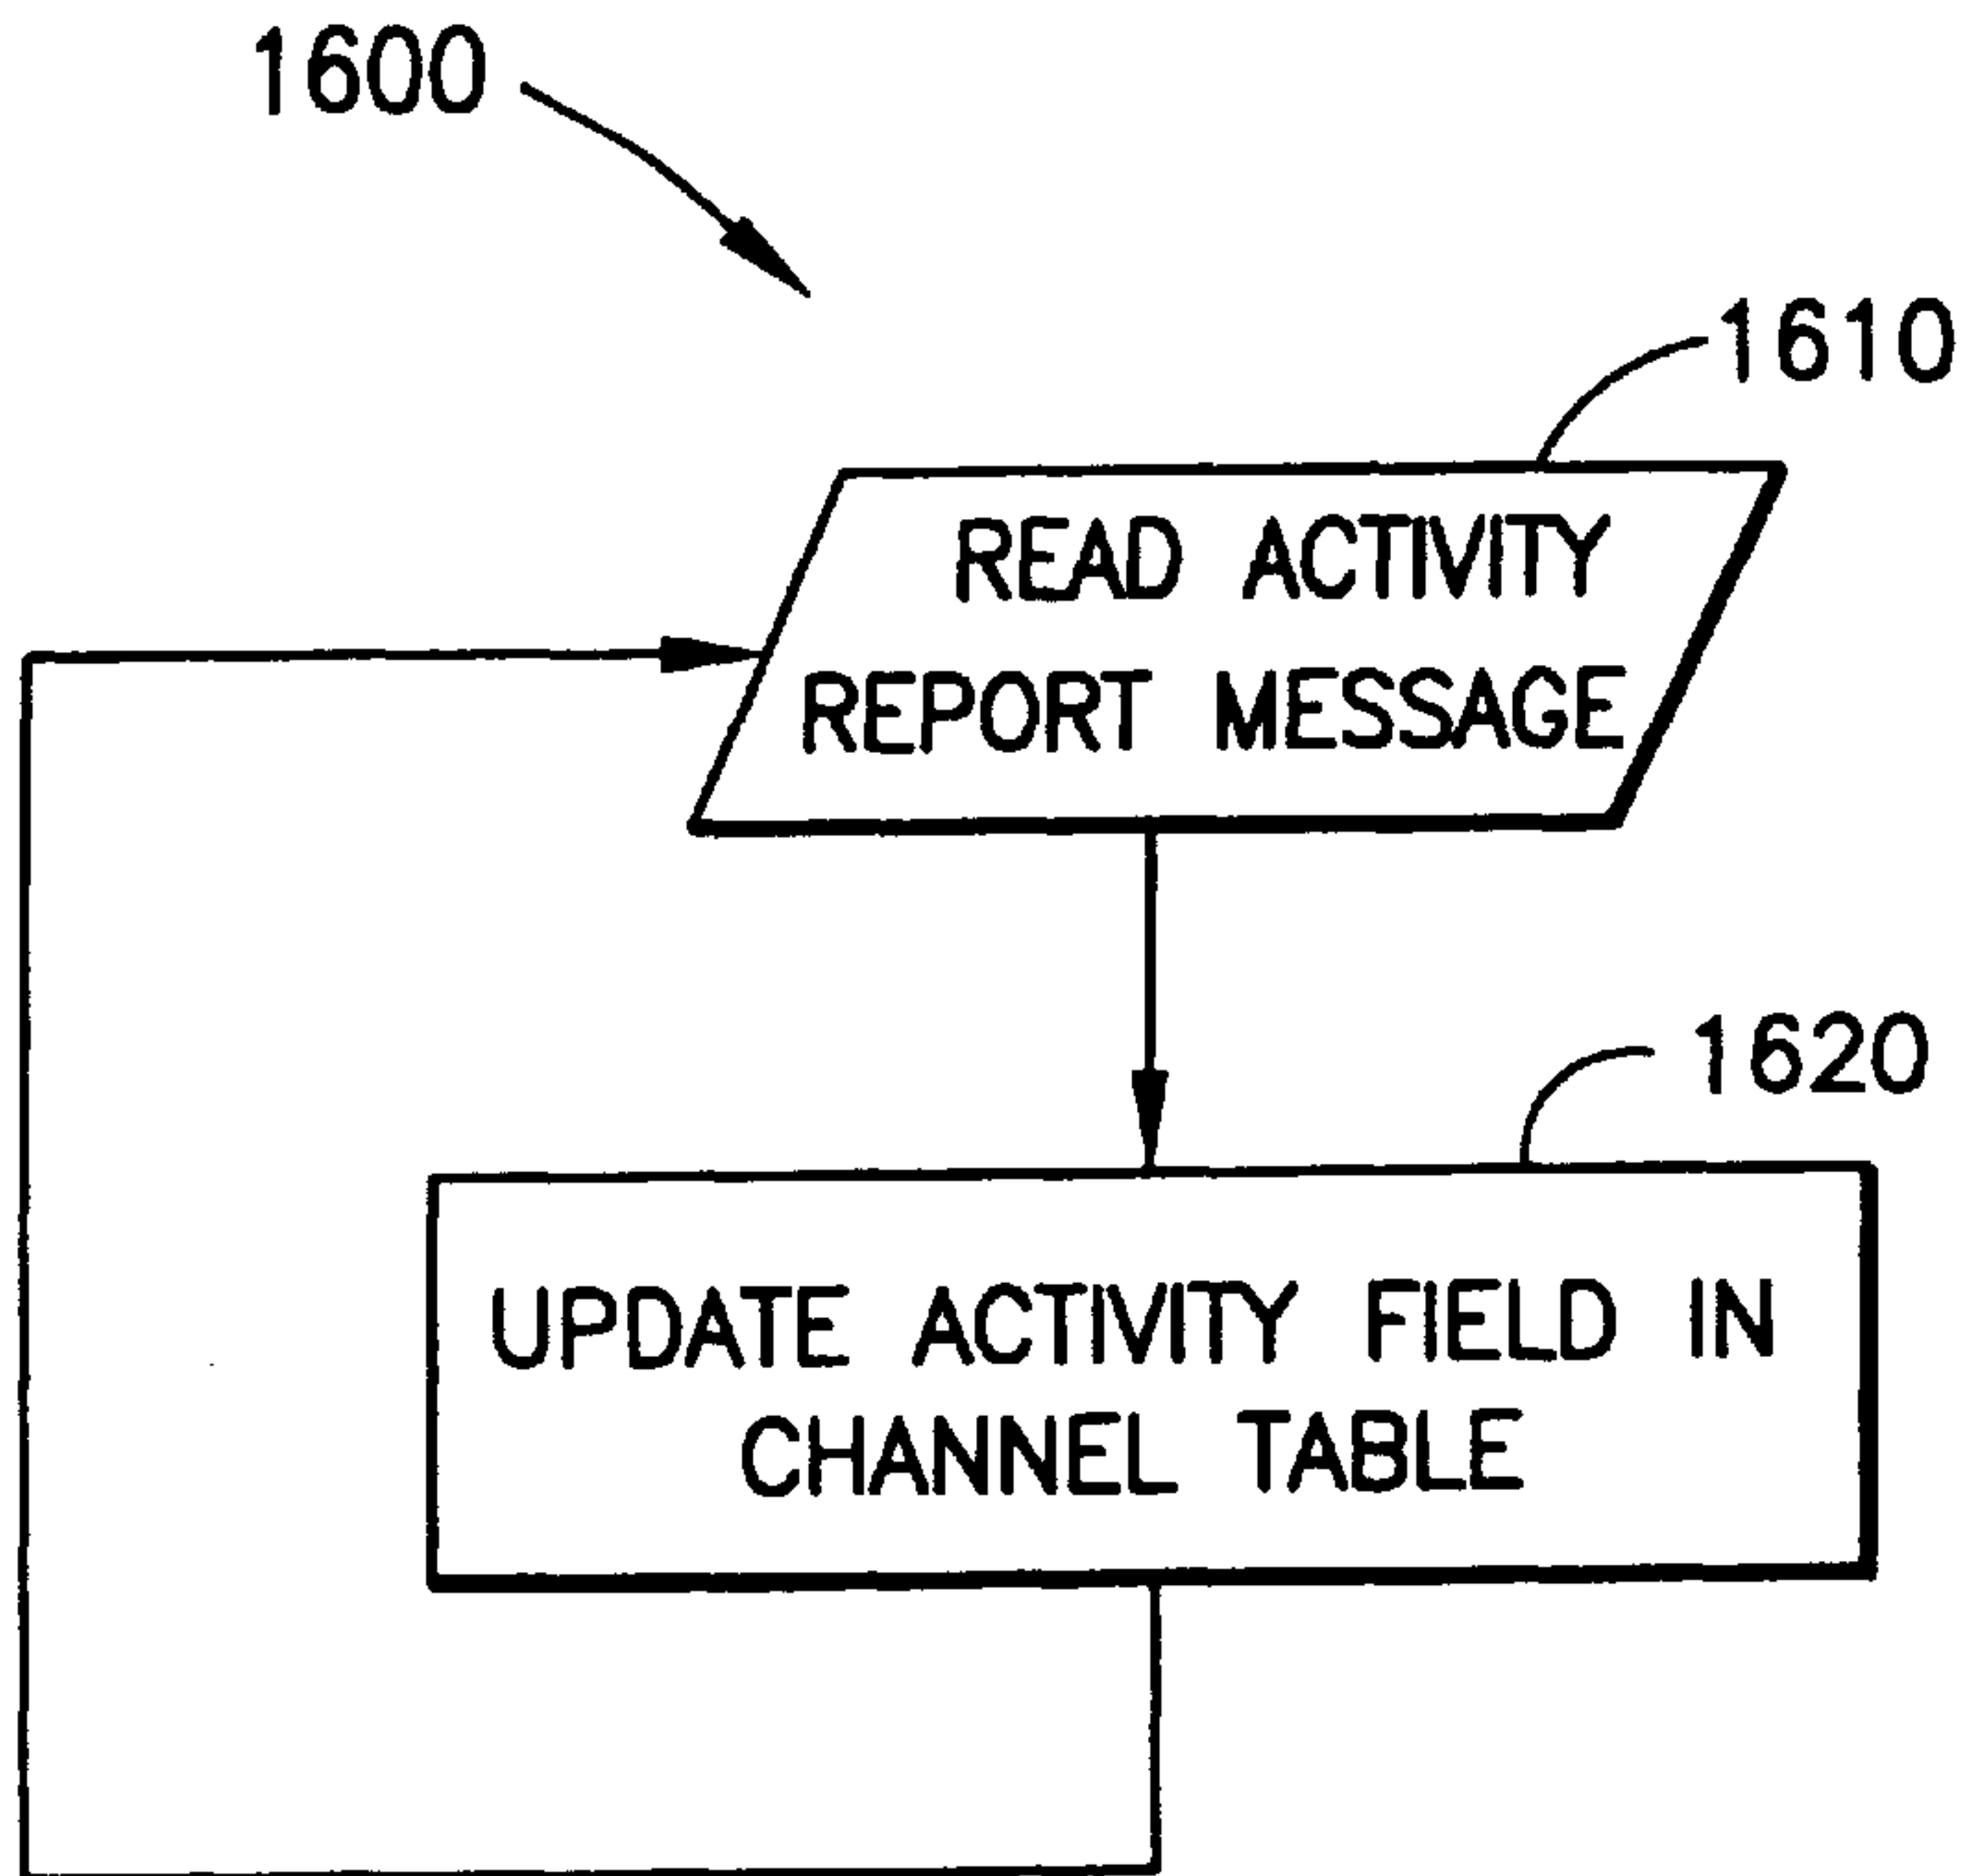 1600
1610
READ ACTIVITY
REPORT MESSAGE
1620
UPDATE ACTIVITY FIELD IN
CHANNEL TABLE